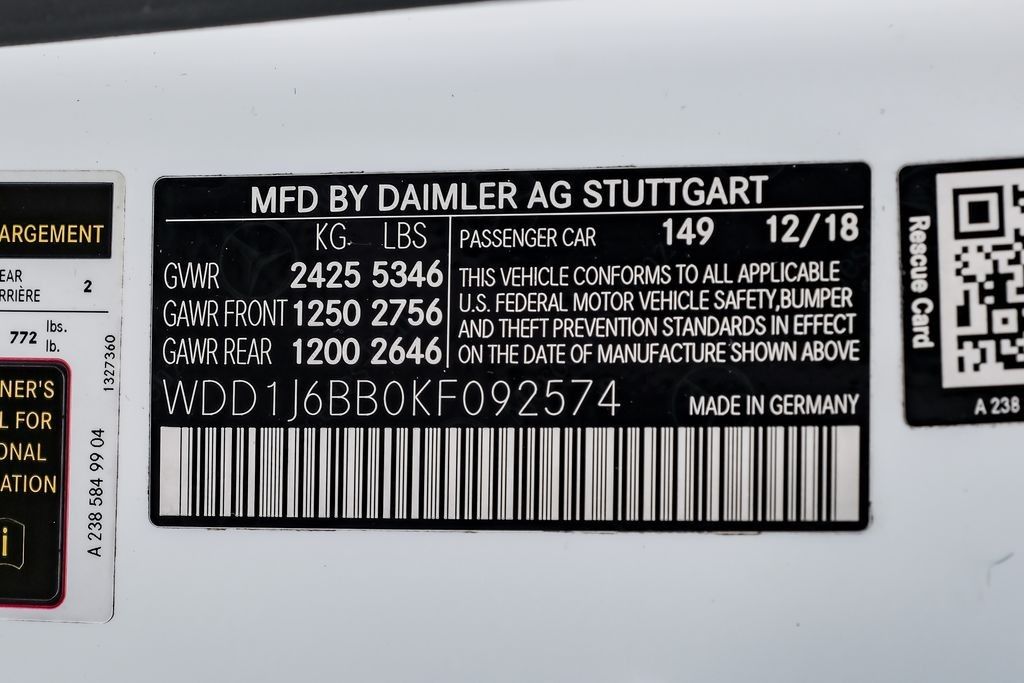 ARGEMENT
EAR
RRIÈRE
2
772 lbs.
lb.
1327360
NER'S
L FOR
ONAL
ATION
i
A 238 584 99 04
MFD BY DAIMLER AG STUTTGART
KG LBS
GVWR 2425 5346
GAWR FRONT 1250 2756
GAWR REAR 1200 2646
PASSENGER CAR 149 12/18
THIS VEHICLE CONFORMS TO ALL APPLICABLE
U.S. FEDERAL MOTOR VEHICLE SAFETY,BUMPER
AND THEFT PREVENTION STANDARDS IN EFFECT
ON THE DATE OF MANUFACTURE SHOWN ABOVE
WDD1J6BB0KF092574
MADE IN GERMANY
Rescue Card
A 238